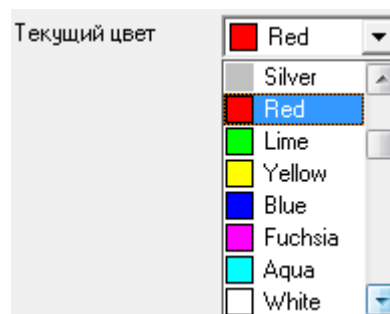 Текущий цвет
Red
Silver
Red
Lime
Yellow
Blue
Fuchsia
Aqua
White